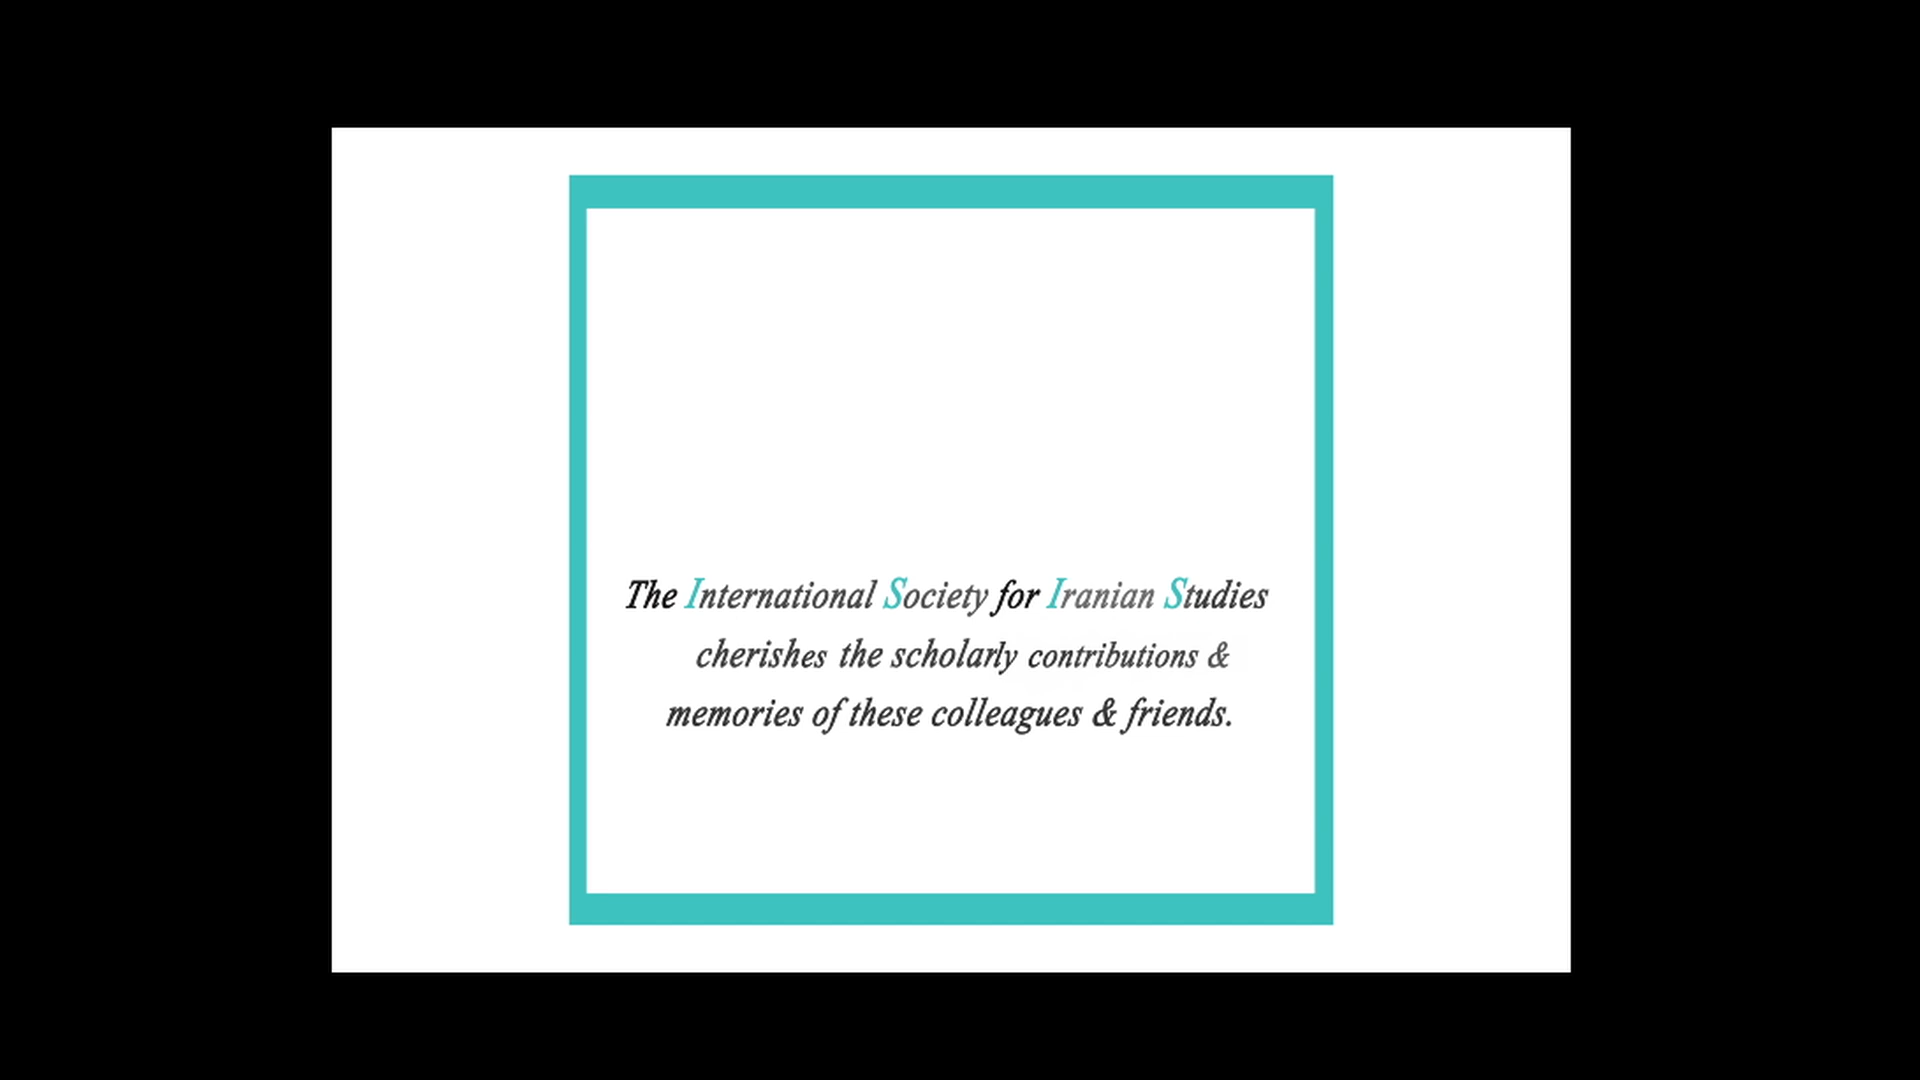 The International Society for Iranian Studies
cherishes the scholarly contributions &
memories of these colleagues & friends.